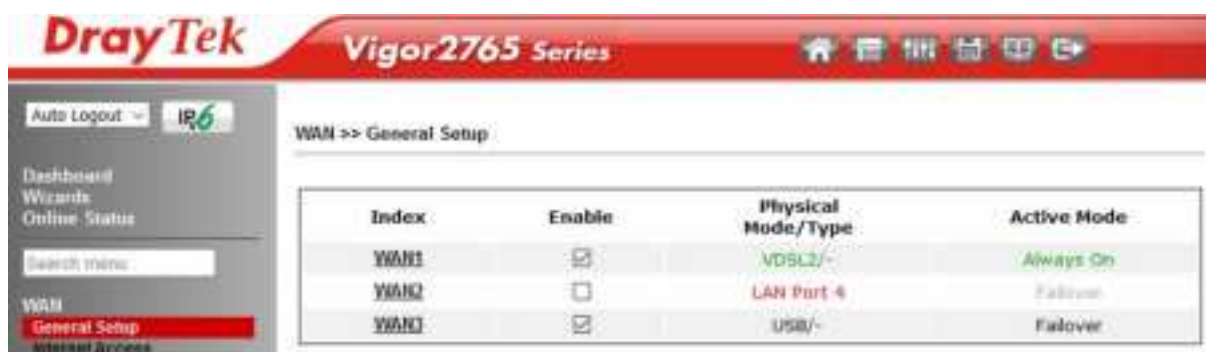 DrayTek
Vigor2765 Series
Auto Logout
IPv6
WAN >> General Setup
Dashboard
Wizards
Online Status
Search menu
WAN
General Setup
Internet Access
Index Enable Physical Mode/Type Active Mode
WAN1 VDSL2/- Always On
WAN2 LAN Port 4 Failover
WAN3 USB/- Failover